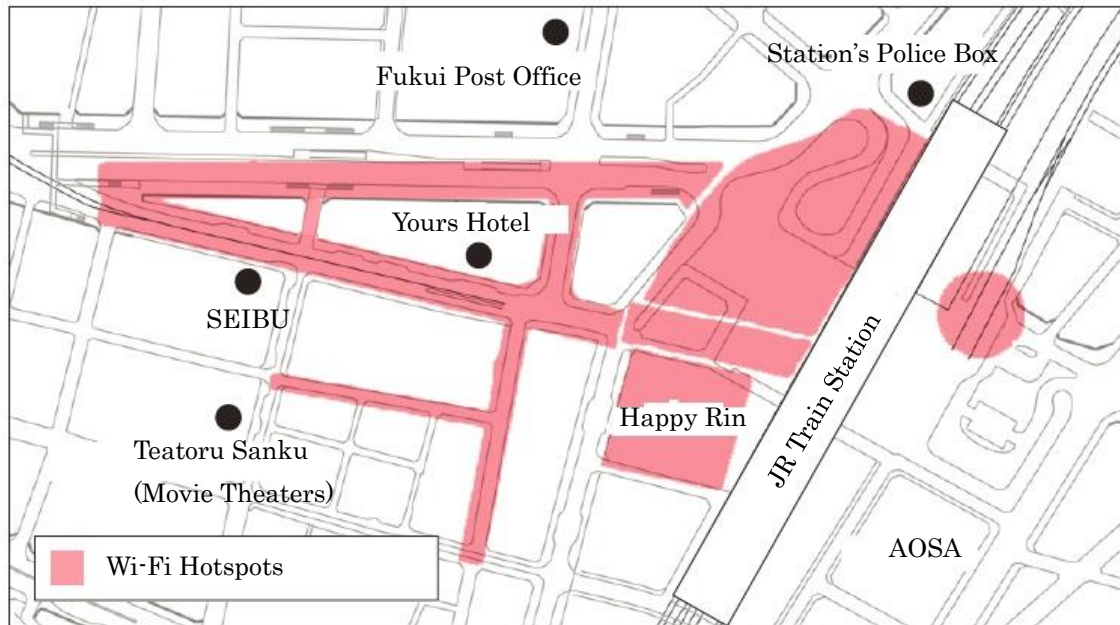 Station's Police Box
Fukui Post Office
Yours Hotel
SEIBU
JR Train Station
Happy Rin
Teatoru Sanku
(Movie Theaters)
AOSA
Wi-Fi Hotspots